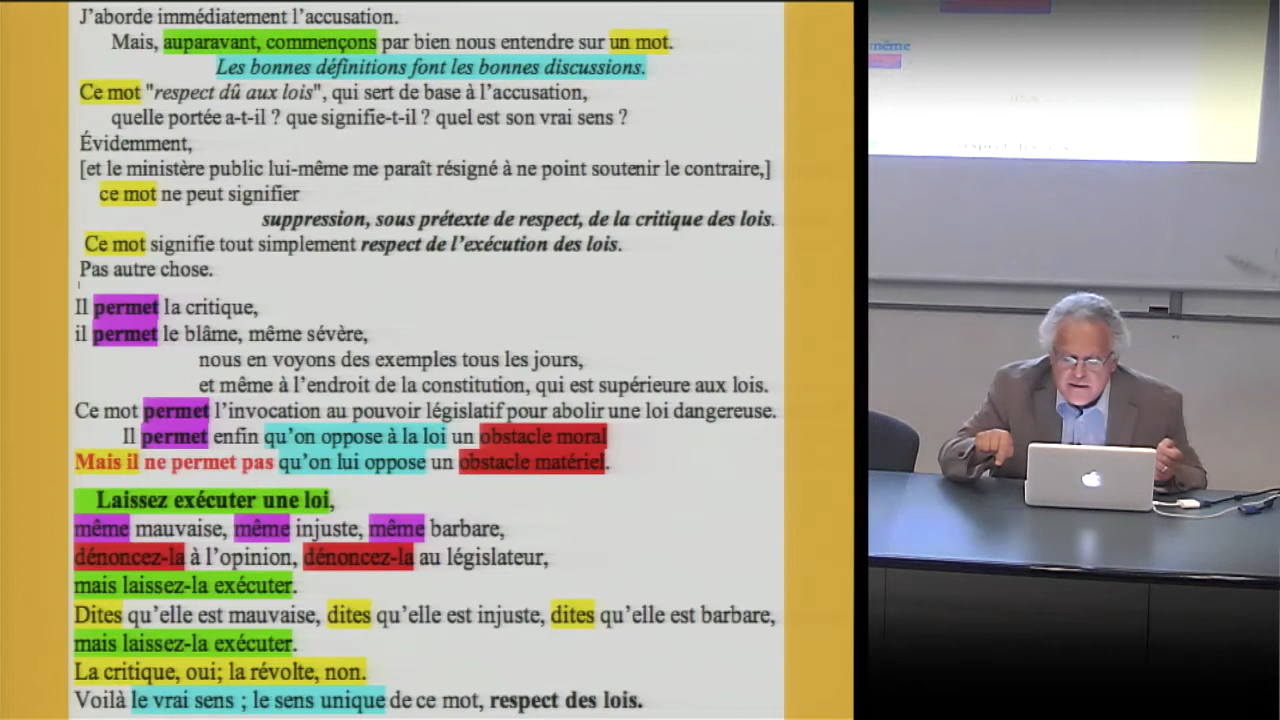 J’aborde immédiatement l’accusation.
Mais, auparavant, commençons par bien nous entendre sur un mot.
Les bonnes définitions font les bonnes discussions.
Ce mot "respect dû aux lois", qui sert de base à l’accusation,
quelle portée a-t-il ? que signifie-t-il ? quel est son vrai sens ?
Évidemment,
[et le ministère public lui-même me paraît résigné à ne point soutenir le contraire,]
ce mot ne peut signifier
suppression, sous prétexte de respect, de la critique des lois.
Ce mot signifie tout simplement respect de l’exécution des lois.
Pas autre chose.
Il permet la critique,
il permet le blâme, même sévère,
nous en voyons des exemples tous les jours,
et même à l’endroit de la constitution, qui est supérieure aux lois.
Ce mot permet l’invocation au pouvoir législatif pour abolir une loi dangereuse.
Il permet enfin qu’on oppose à la loi un obstacle moral
Mais il ne permet pas qu’on lui oppose un obstacle matériel.
Laissez exécuter une loi,
même mauvaise, même injuste, même barbare,
dénoncez-la à l’opinion, dénoncez-la au législateur,
mais laissez-la exécuter.
Dites qu’elle est mauvaise, dites qu’elle est injuste, dites qu’elle est barbare,
mais laissez-la exécuter.
La critique, oui; la révolte, non.
Voilà le vrai sens ; le sens unique de ce mot, respect des lois.
même